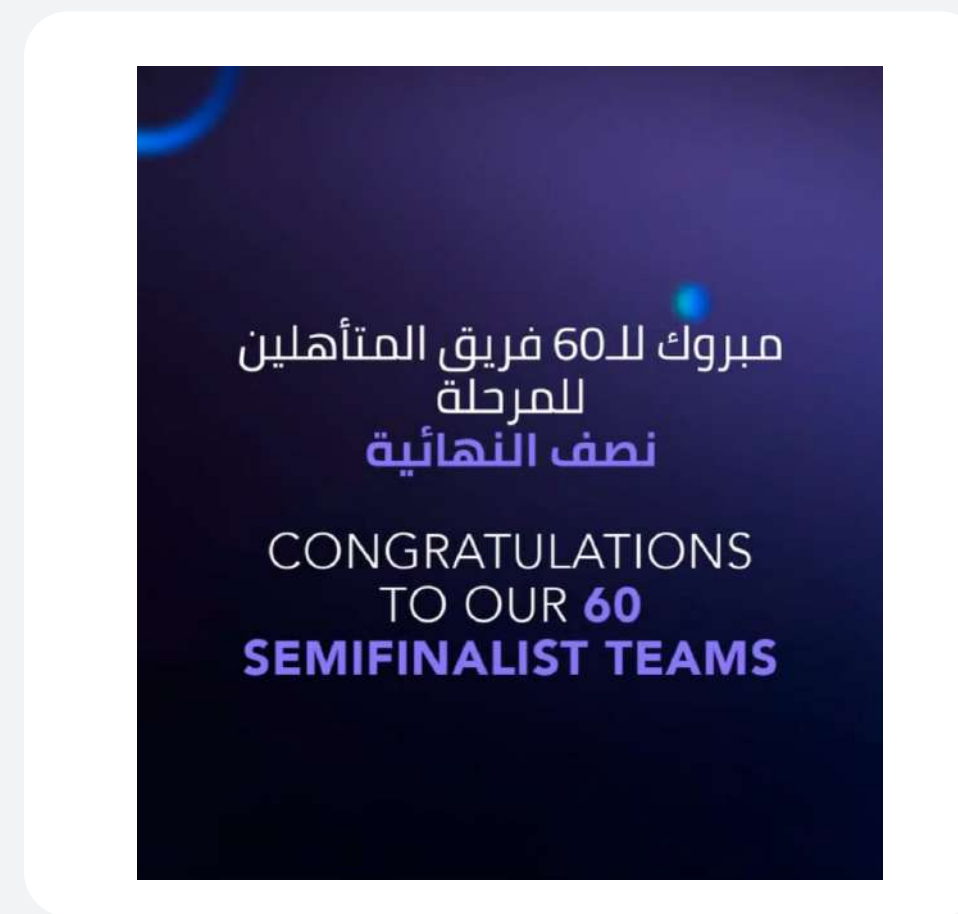 مبروك للـ60 فريق المتأهلين
للمرحلة
نصف النهائية
CONGRATULATIONS
TO OUR 60
SEMIFINALIST TEAMS